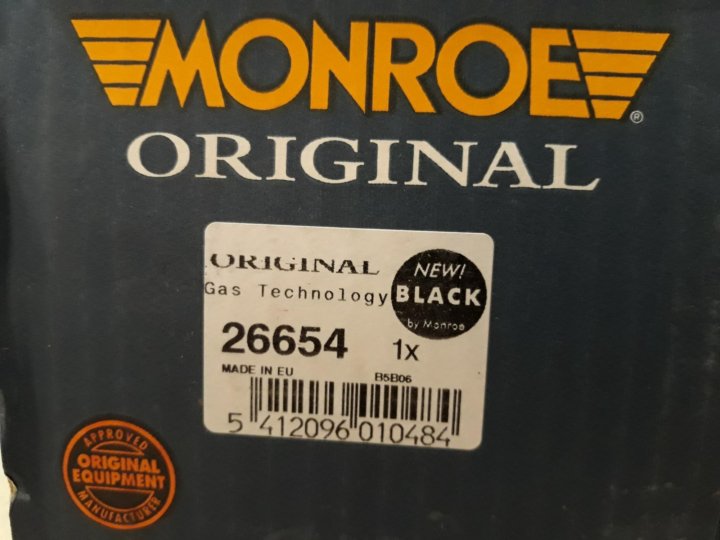 MONROE®
ORIGINAL
ORIGINAL
Gas Technology
NEW!
BLACK
by Monroe
26654 1x
MADE IN EU B5B06
5 412096 010484
APPROVED
ORIGINAL
EQUIPMENT
MANUFACTURER